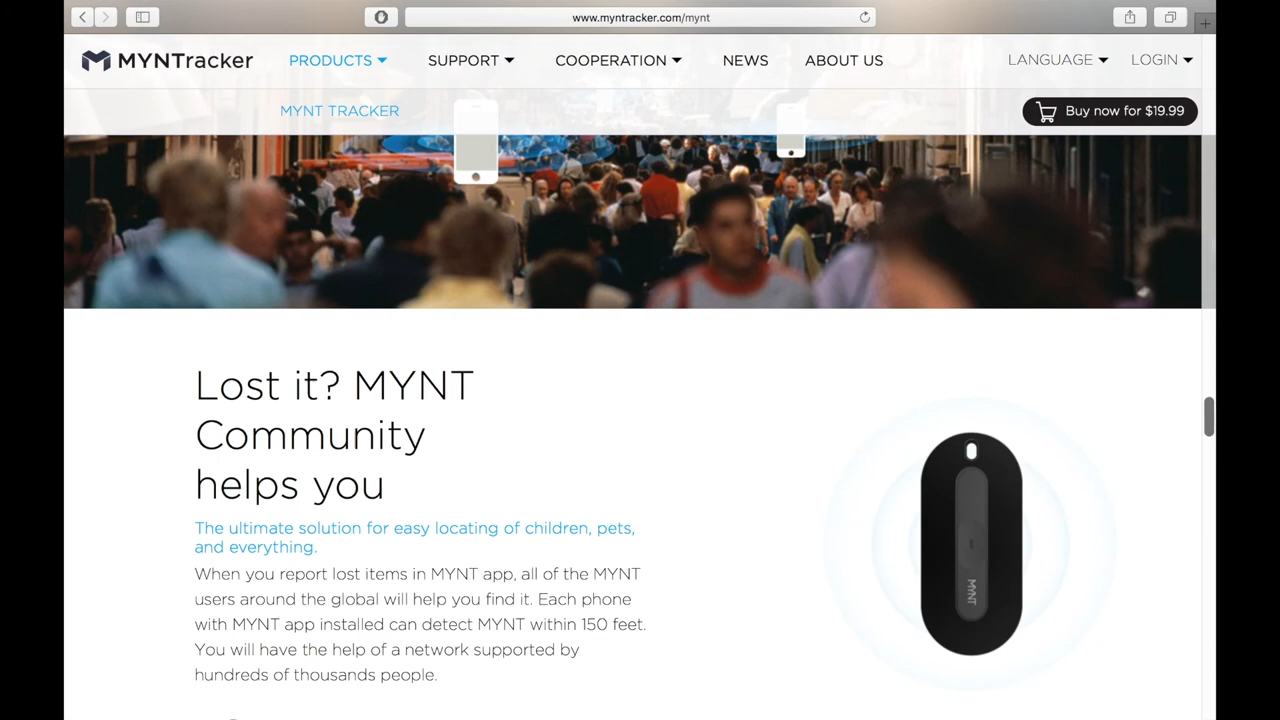 www.myntracker.com/mynt
MYNTracker PRODUCTS SUPPORT COOPERATION NEWS ABOUT US LANGUAGE LOGIN
MYNT TRACKER Buy now for $19.99
Lost it? MYNT
Community
helps you
The ultimate solution for easy locating of children, pets,
and everything.
When you report lost items in MYNT app, all of the MYNT
users around the global will help you find it. Each phone
with MYNT app installed can detect MYNT within 150 feet.
You will have the help of a network supported by
hundreds of thousands people.
MYNT